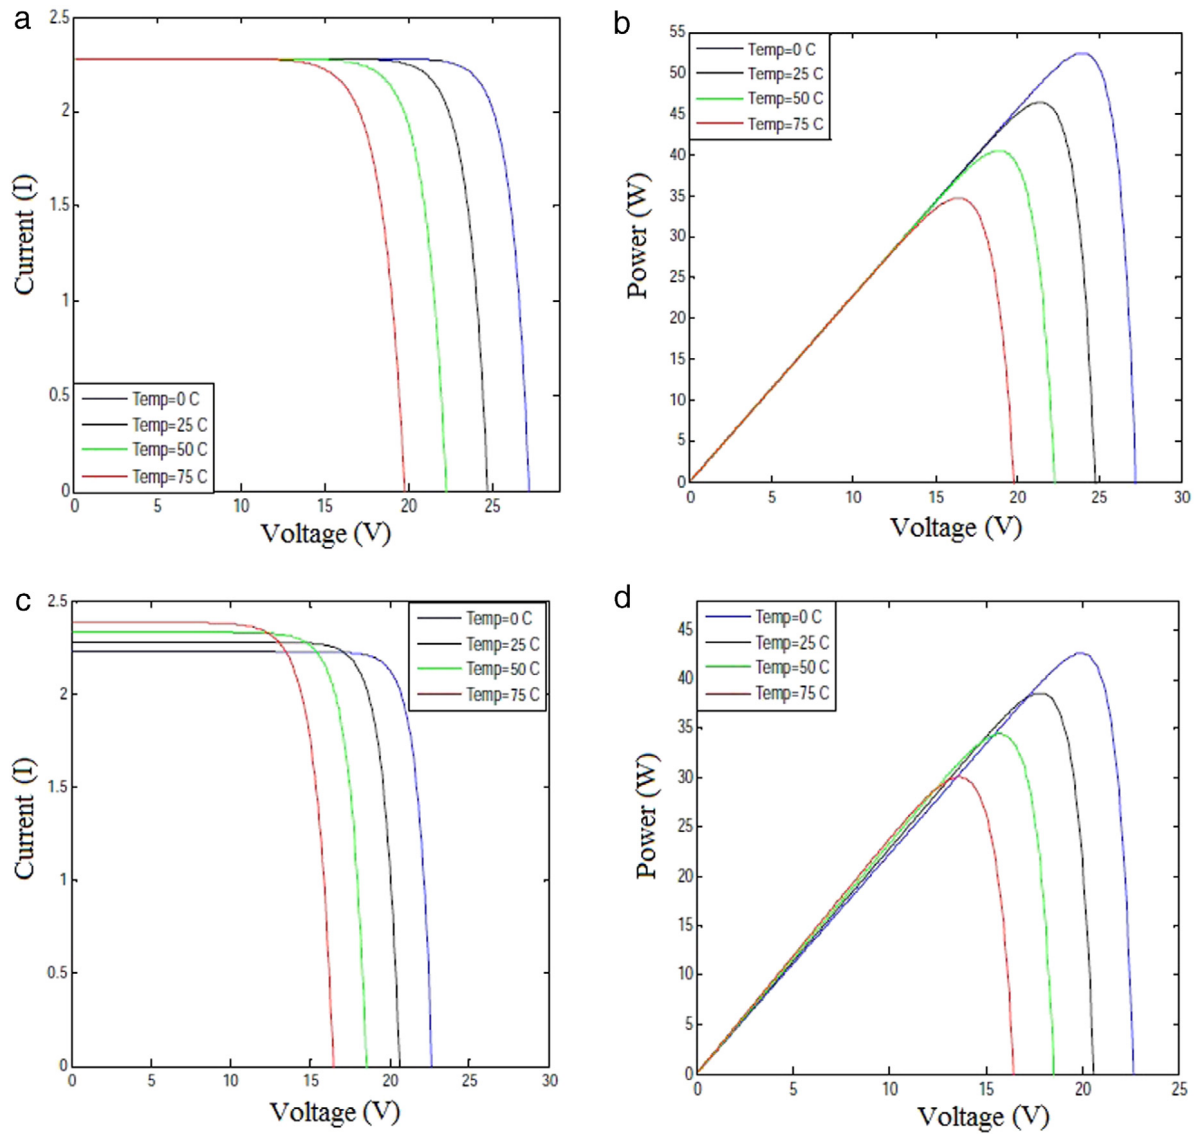 a
2.5
2
1.5
1
0.5
0
Current (I)
Temp=0 C
Temp=25 C
Temp=50 C
Temp=75 C
0 5 10 15 20 25
Voltage (V)
b
55
50
45
40
35
30
25
20
15
10
5
0
Power (W)
Temp=0 C
Temp=25 C
Temp=50 C
Temp=75 C
0 5 10 15 20 25 30
Voltage (V)
c
2.5
2
1.5
1
0.5
0
Current (I)
Temp=0 C
Temp=25 C
Temp=50 C
Temp=75 C
0 5 10 15 20 25 30
Voltage (V)
d
45
40
35
30
25
20
15
10
5
0
Power (W)
Temp=0 C
Temp=25 C
Temp=50 C
Temp=75 C
0 5 10 15 20 25
Voltage (V)